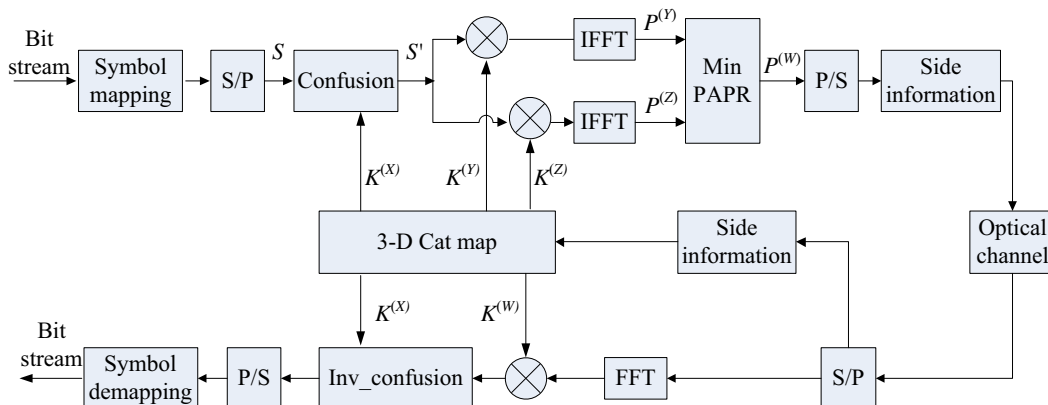 Bit
stream
Symbol
mapping
S/P
S
Confusion
S'
IFFT
P(Y)
IFFT
P(Z)
Min
PAPR
P(W)
P/S
Side
information
K(X)
K(Y)
K(Z)
3-D Cat map
Side
information
Optical
channel
K(X)
K(W)
Bit
stream
Symbol
demapping
P/S
Inv_confusion
FFT
S/P